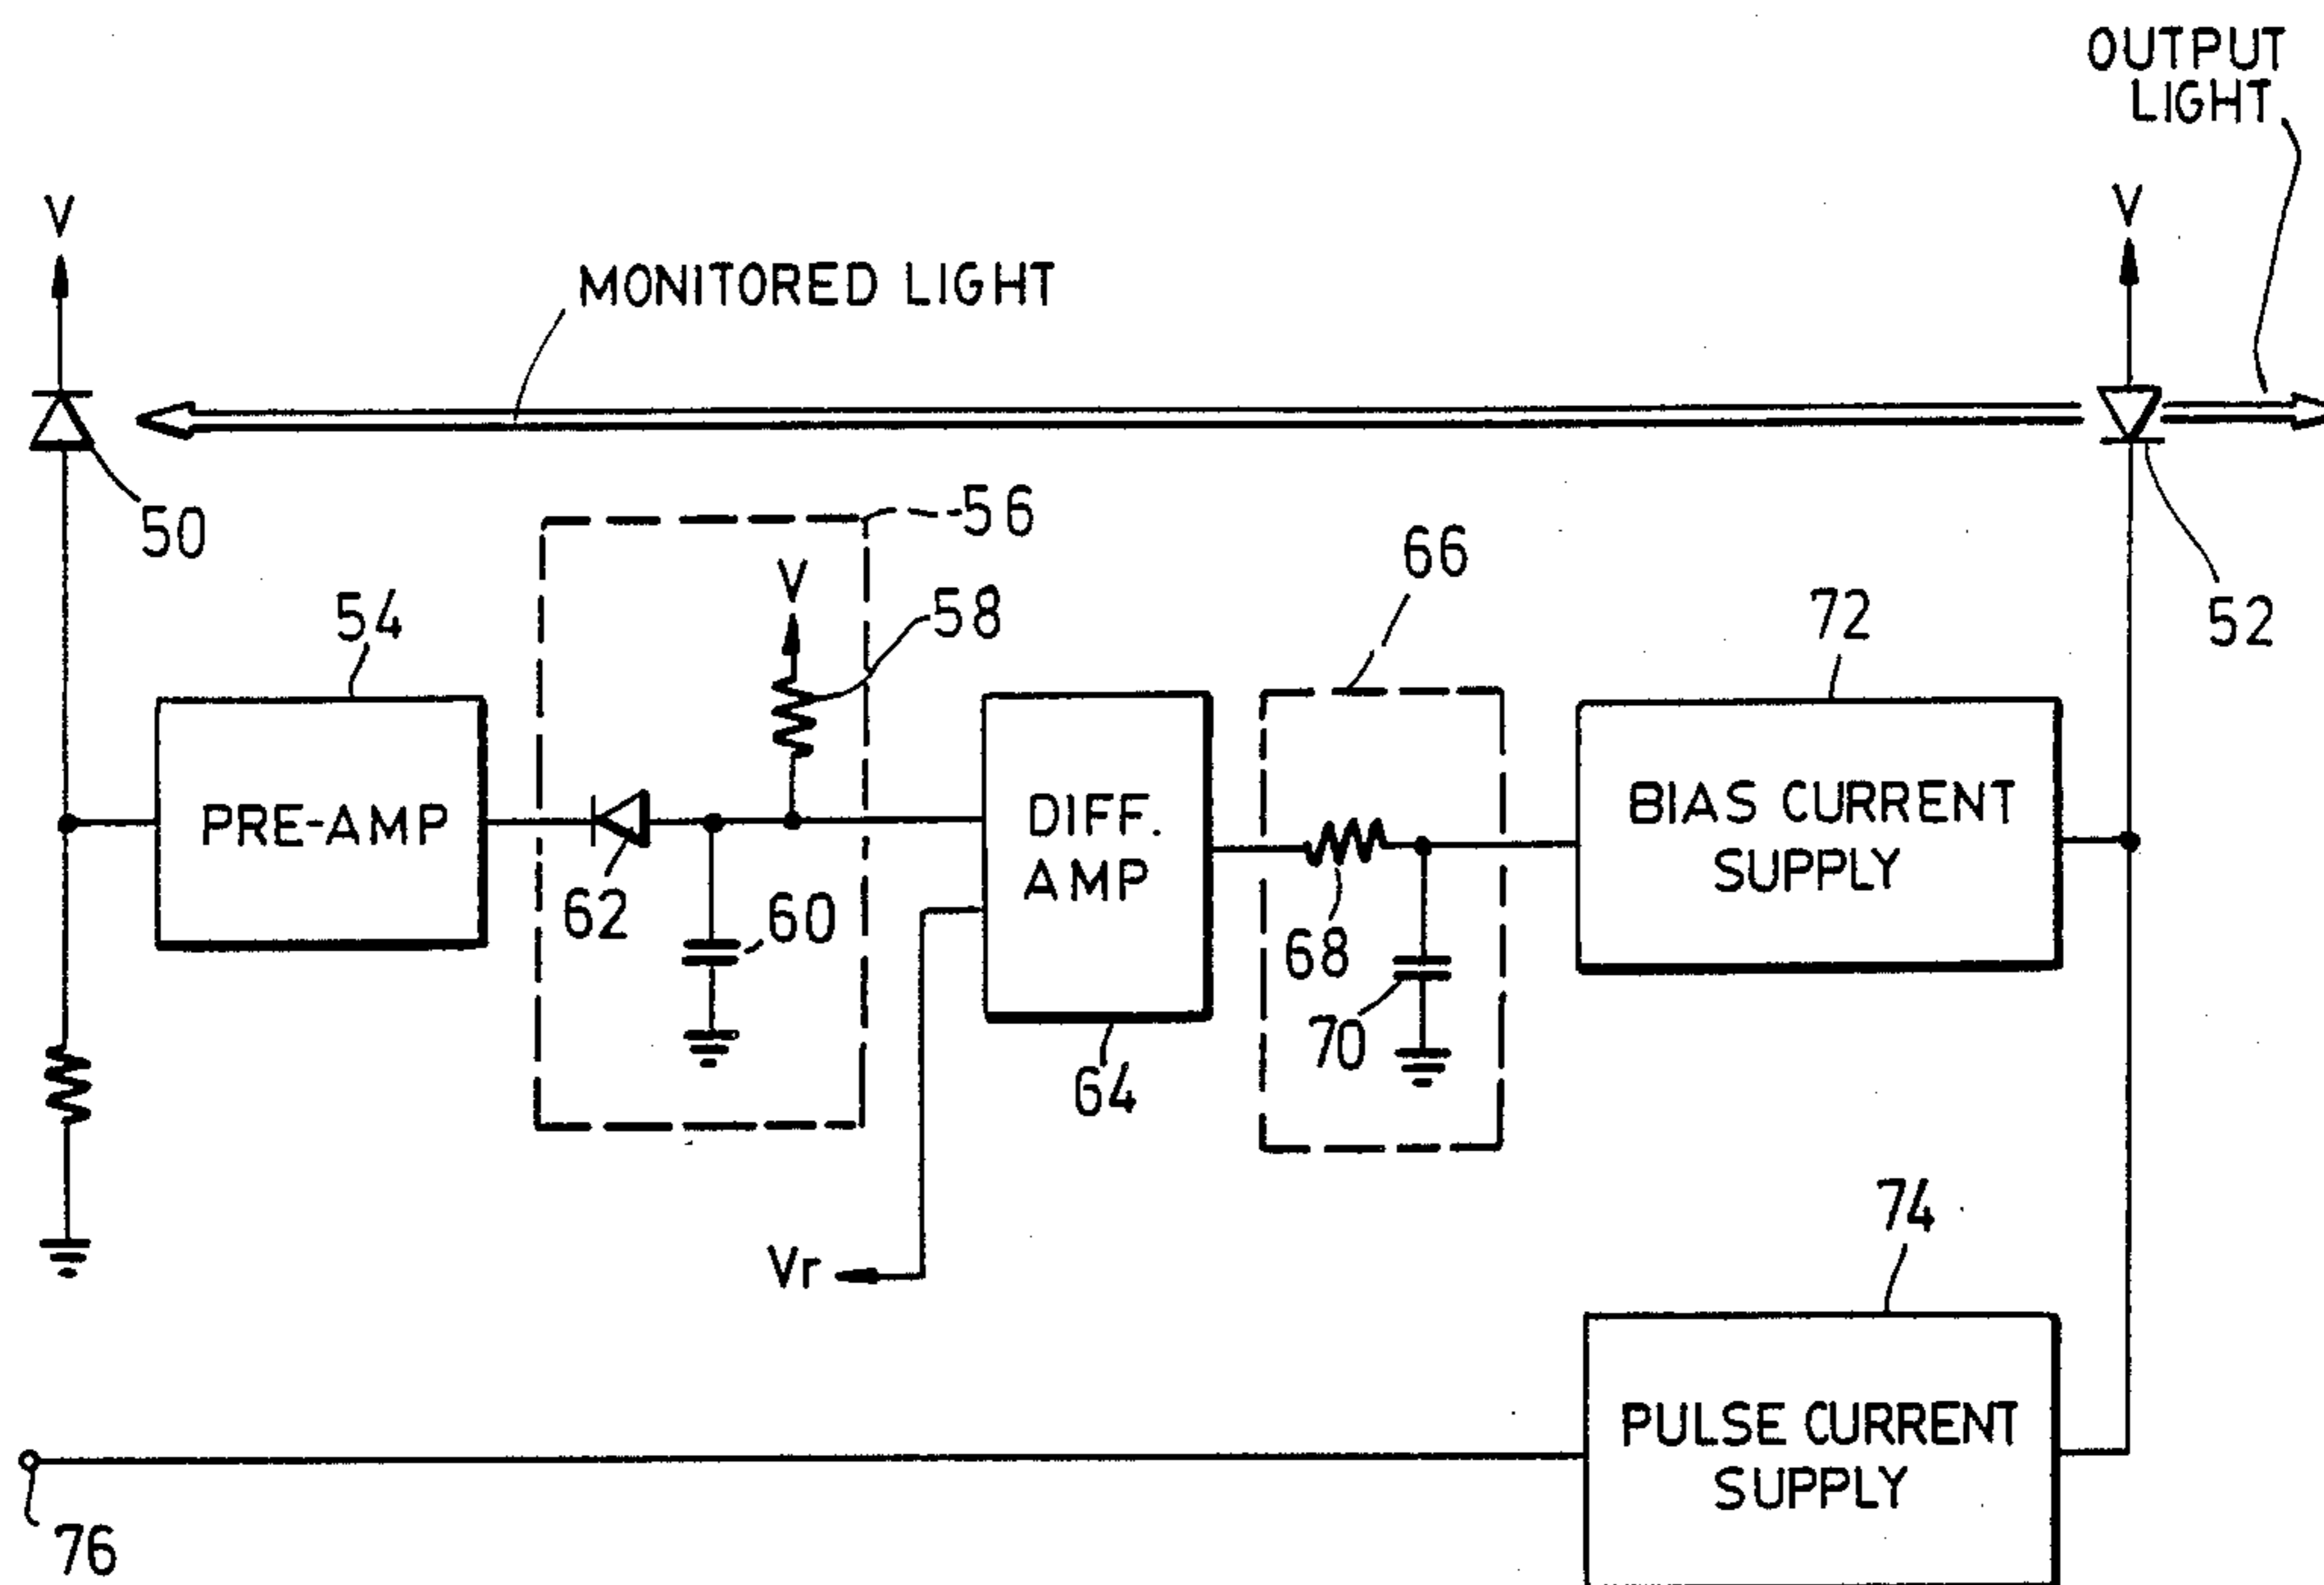 OUTPUT
LIGHT
V
V
MONITORED LIGHT
50
56
66
V
58
54
72
52
PRE-AMP
DIFF.
AMP
BIAS CURRENT
SUPPLY
62
60
68
70
64
74
Vr
PULSE CURRENT
SUPPLY
76